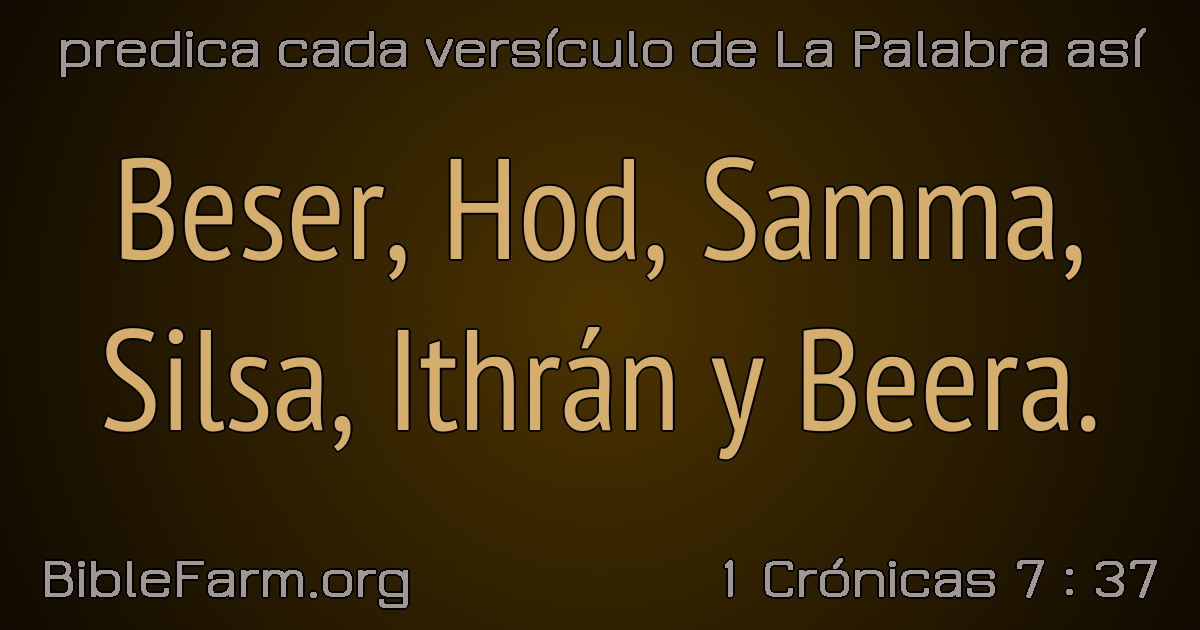 predica cada versículo de La Palabra así
Beser, Hod, Samma,
Silsa, Ithrán y Beera.
BibleFarm.org
1 Crónicas 7 : 37